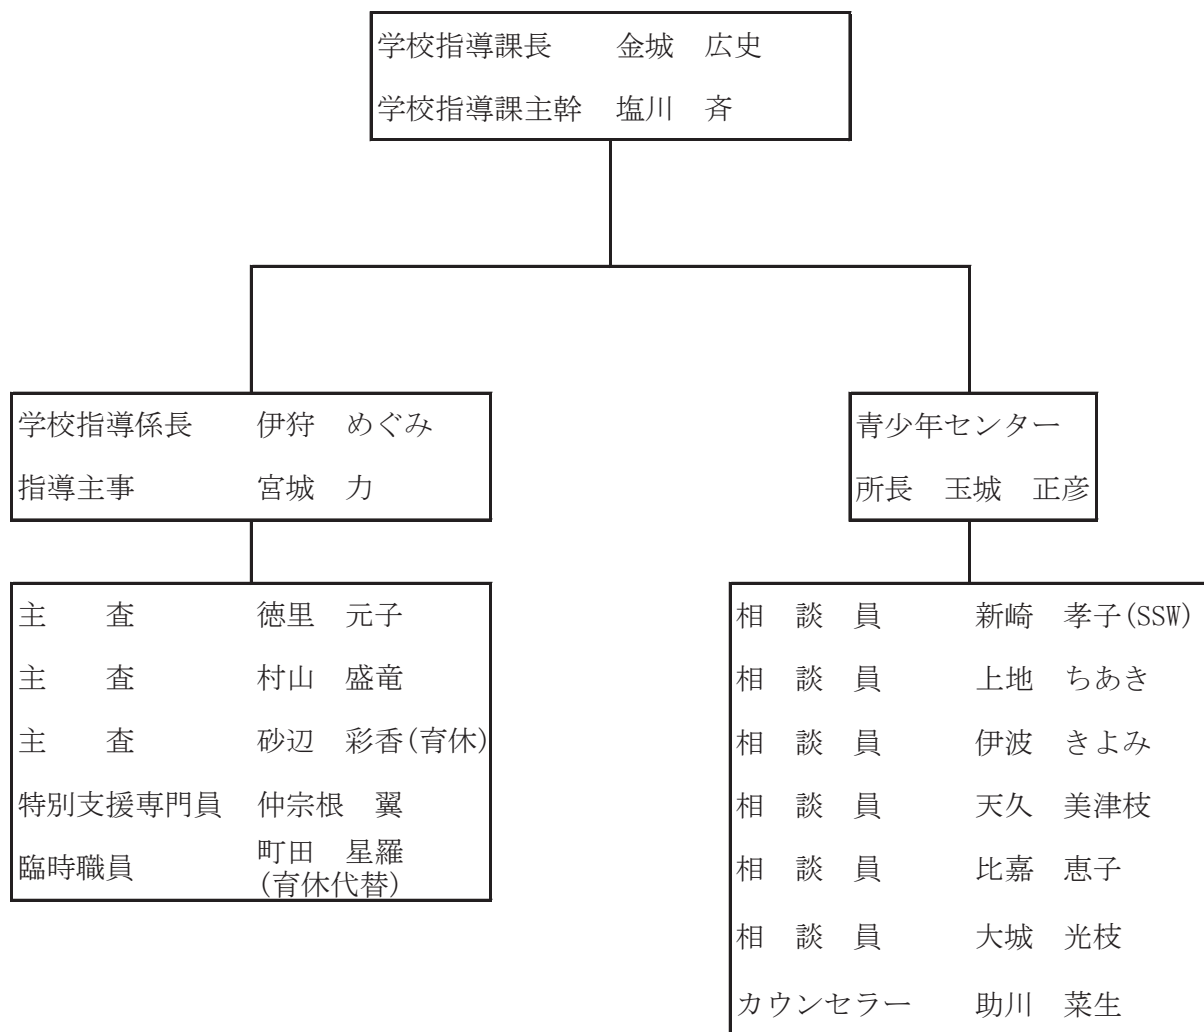 学校指導課長　　金城　広史
学校指導課主幹　塩川　斉
学校指導係長　　伊狩　めぐみ
指導主事　　　　宮城　力
青少年センター
所長　玉城　正彦
主　　査　　　　徳里　元子
主　　査　　　　村山　盛竜
主　　査　　　　砂辺　彩香(育休)
特別支援専門員　仲宗根　翼
臨時職員　　　　町田　星羅
(育休代替)
相　談　員　　　新崎　孝子(SSW)
相　談　員　　　上地　ちあき
相　談　員　　　伊波　きよみ
相　談　員　　　天久　美津枝
相　談　員　　　比嘉　恵子
相　談　員　　　大城　光枝
カウンセラー　　助川　菜生